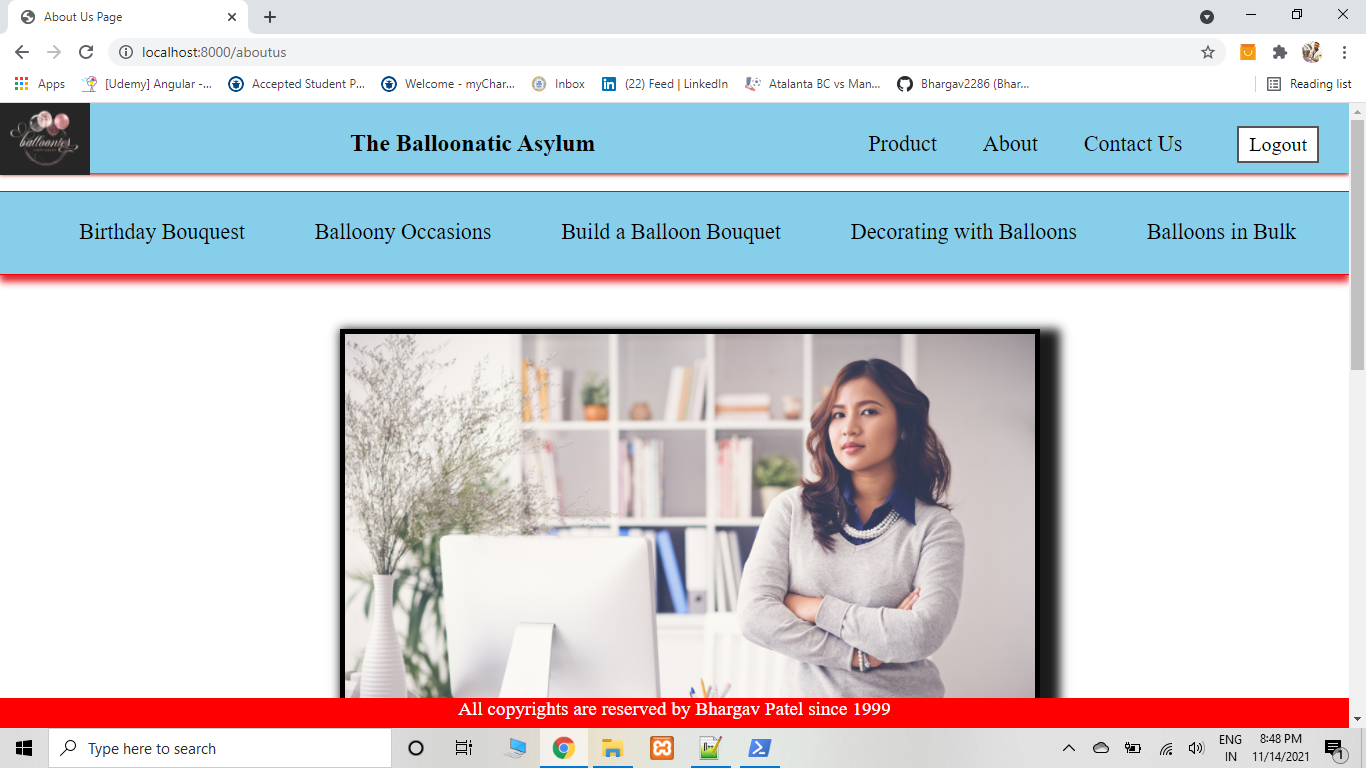 About Us Page
localhost:8000/aboutus
Apps [Udemy] Angular -... Accepted Student P... Welcome - myChar... Inbox (22) Feed | LinkedIn Atalanta BC vs Man... Bhargav2286 (Bhar... Reading list
balloontes
The Balloonatic Asylum Product About Contact Us Logout
Birthday Bouquest Balloony Occasions Build a Balloon Bouquet Decorating with Balloons Balloons in Bulk
All copyrights are reserved by Bhargav Patel since 1999
Type here to search
ENG
IN
8:48 PM
11/14/2021
1